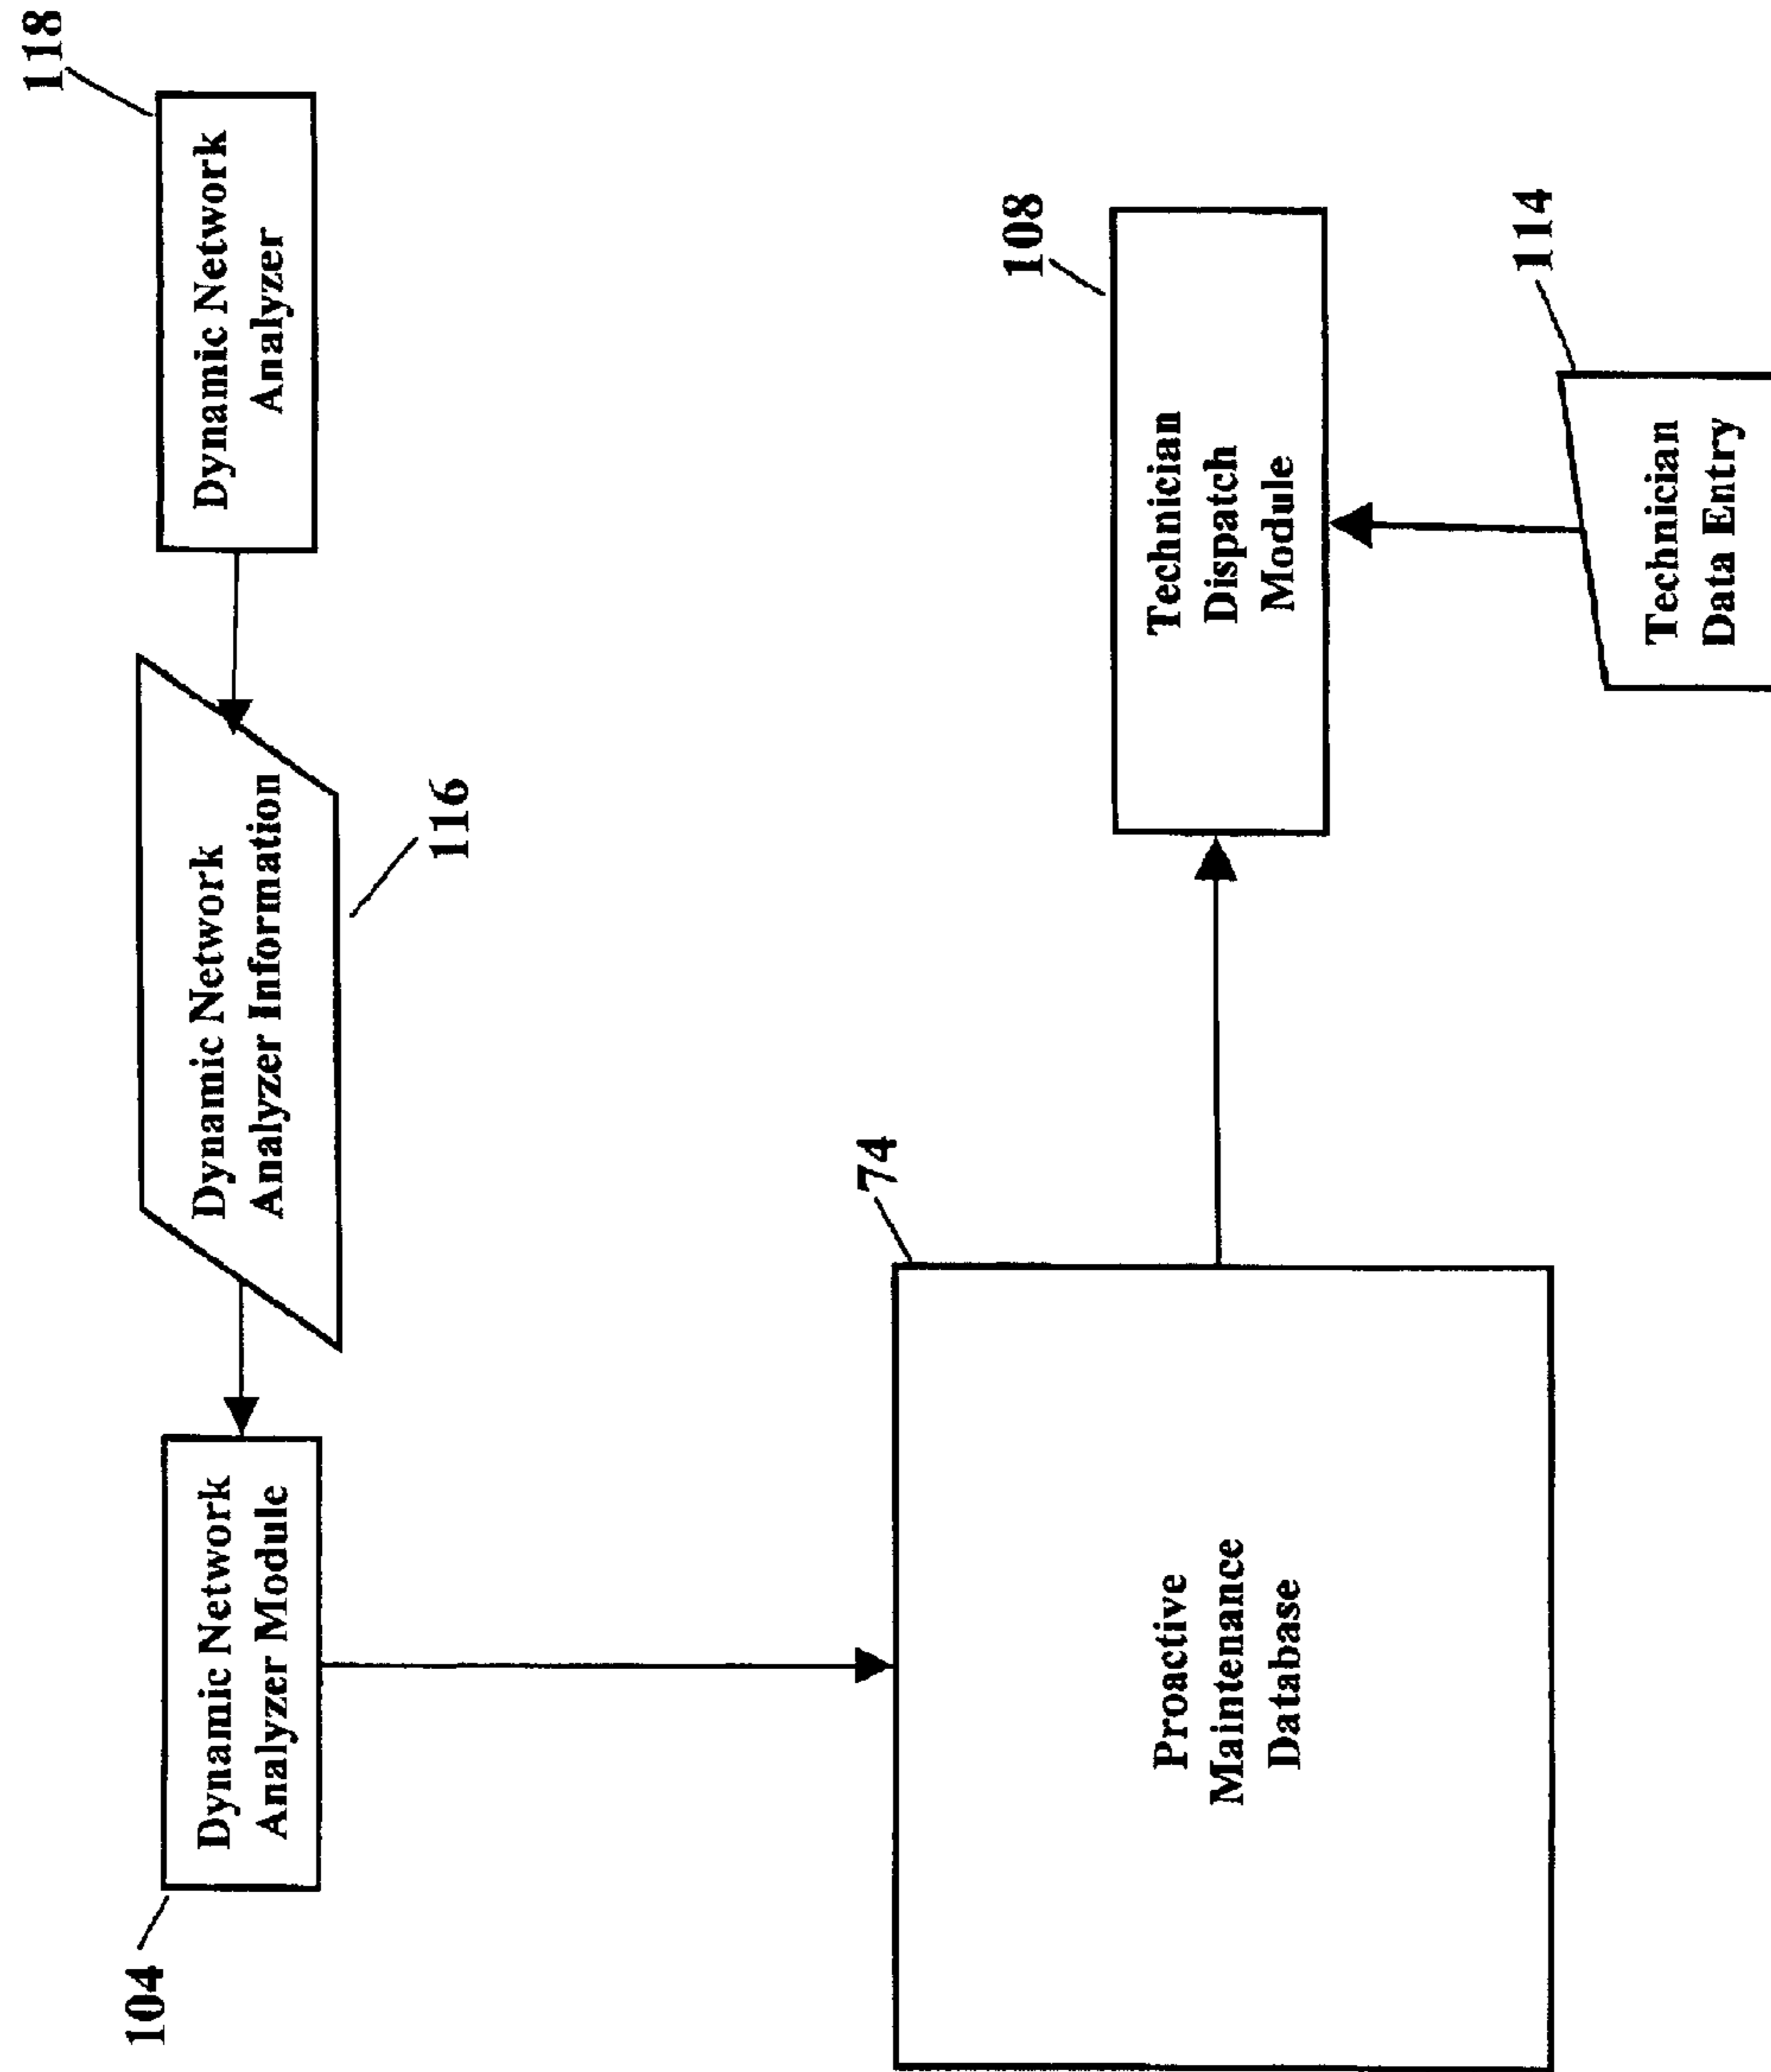 104
Dynamic Network
Analyzer Module
Dynamic Network
Analyzer Information
116
Dynamic Network
Analyzer
118
74
Proactive
Maintenance
Database
108
Technician
Dispatch
Module
114
Technician
Data Entry